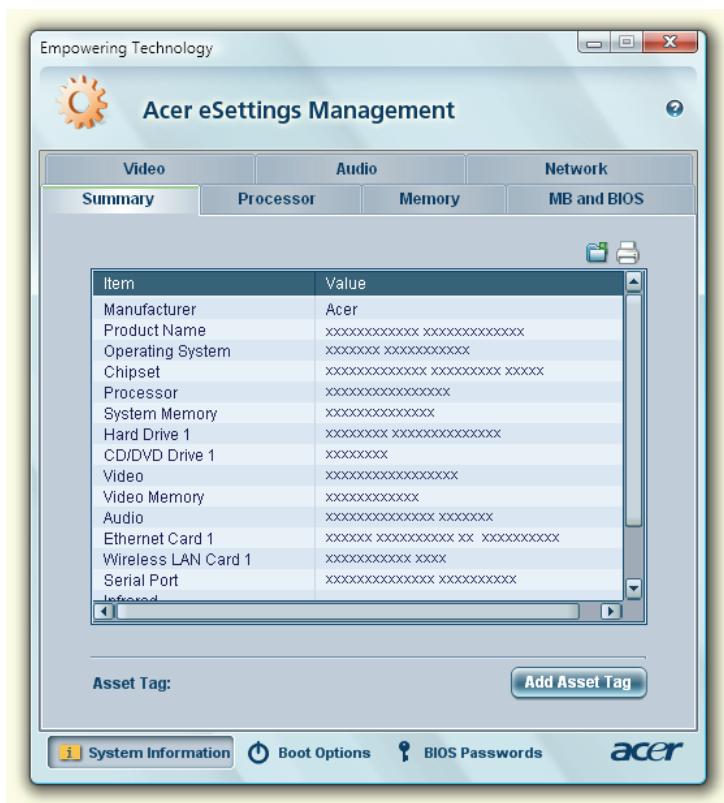 Empowering Technology
Acer eSettings Management
Video Audio Network
Summary Processor Memory MB and BIOS
Item Value
Manufacturer Acer
Product Name xxxxxxxxxxxx xxxxxxxxxxxxx
Operating System xxxxxxx xxxxxxxxxxx
Chipset xxxxxxxxxxxxx xxxxxxxxx xxxxx
Processor xxxxxxxxxxxxxxxx
System Memory xxxxxxxxxxxxxx
Hard Drive 1 xxxxxxxx xxxxxxxxxxxxxx
CD/DVD Drive 1 xxxxxxxx
Video xxxxxxxxxxxxxxxxx
Video Memory xxxxxxxxxxxx
Audio xxxxxxxxxxxxxx xxxxxxx
Ethernet Card 1 xxxxxx xxxxxxxxxx xx xxxxxxxxxx
Wireless LAN Card 1 xxxxxxxxxxx xxxx
Serial Port xxxxxxxxxxxxxx xxxxxxxxxx
Infrared
Asset Tag: Add Asset Tag
System Information Boot Options BIOS Passwords acer